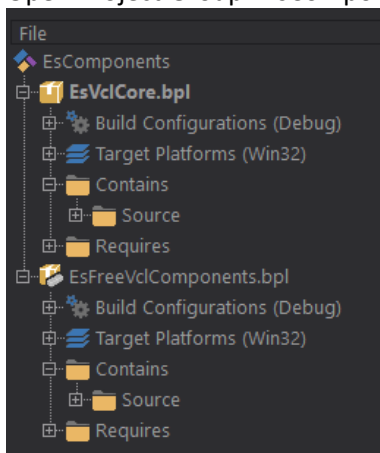 File
EsComponents
EsVclCore.bpl
Build Configurations (Debug)
Target Platforms (Win32)
Contains
Source
Requires
EsFreeVclComponents.bpl
Build Configurations (Debug)
Target Platforms (Win32)
Contains
Source
Requires